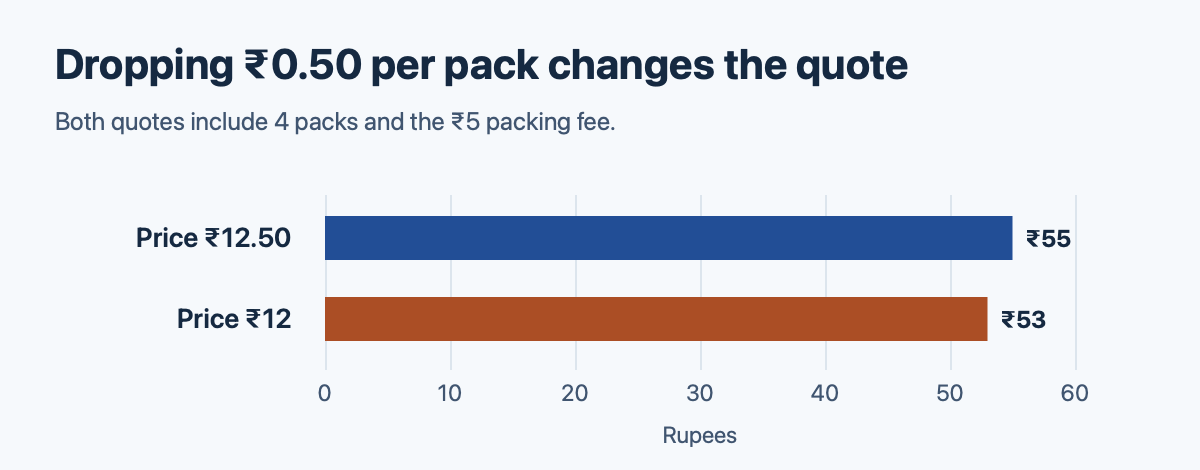 Dropping ₹0.50 per pack changes the quote
Both quotes include 4 packs and the ₹5 packing fee.
Price ₹12.50 ₹55
Price ₹12 ₹53
0 10 20 30 40 50 60
Rupees